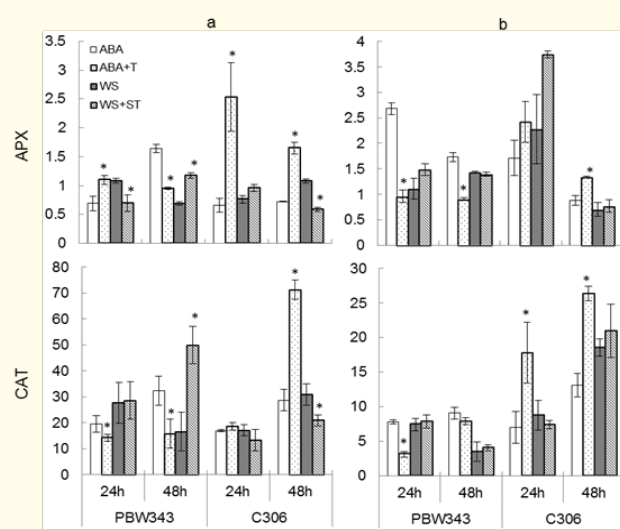 a b
ABA
ABA+T
WS
WS+ST
APX
3.5
3
2.5
2
1.5
1
0.5
0
* * * * * * *
4
3.5
3
2.5
2
1.5
1
0.5
0
* * *
CAT
80
70
60
50
40
30
20
10
0
* * * * *
30
25
20
15
10
5
0
* * *
24h 48h 24h 48h
PBW343 C306
24h 48h 24h 48h
PBW343 C306